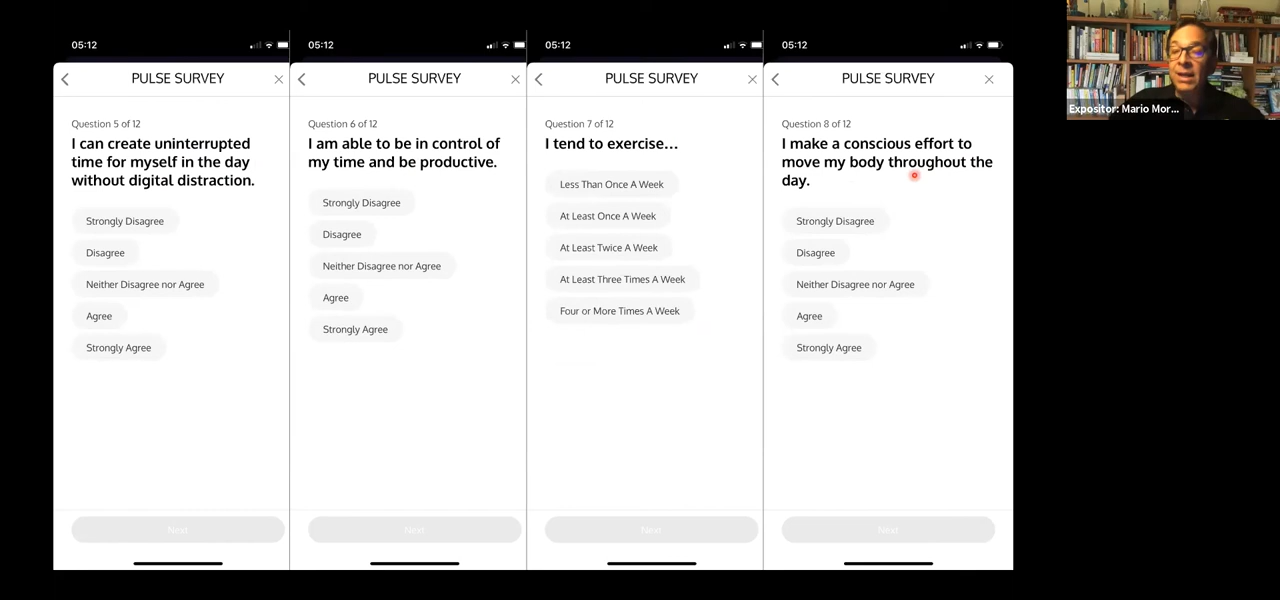 05:12
PULSE SURVEY
Question 5 of 12
I can create uninterrupted
time for myself in the day
without digital distraction.
Strongly Disagree
Disagree
Neither Disagree nor Agree
Agree
Strongly Agree
Next
05:12
PULSE SURVEY
Question 6 of 12
I am able to be in control of
my time and be productive.
Strongly Disagree
Disagree
Neither Disagree nor Agree
Agree
Strongly Agree
Next
05:12
PULSE SURVEY
Question 7 of 12
I tend to exercise...
Less Than Once A Week
At Least Once A Week
At Least Twice A Week
At Least Three Times A Week
Four or More Times A Week
Next
05:12
PULSE SURVEY
Question 8 of 12
I make a conscious effort to
move my body throughout the
day.
Strongly Disagree
Disagree
Neither Disagree nor Agree
Agree
Strongly Agree
Next
Expositor: Mario Mor...